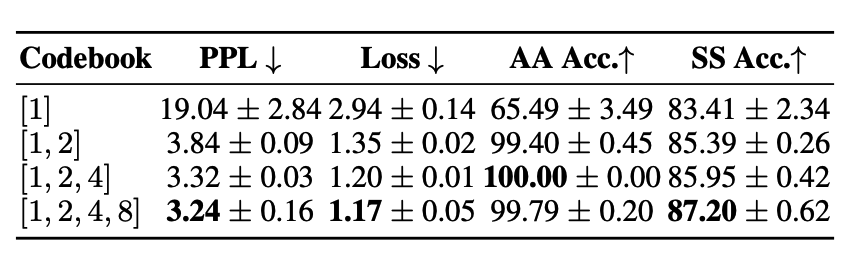 Codebook PPL ↓ Loss ↓ AA Acc.↑ SS Acc.↑
[1] 19.04 ± 2.84 2.94 ± 0.14 65.49 ± 3.49 83.41 ± 2.34
[1, 2] 3.84 ± 0.09 1.35 ± 0.02 99.40 ± 0.45 85.39 ± 0.26
[1, 2, 4] 3.32 ± 0.03 1.20 ± 0.01 100.00 ± 0.00 85.95 ± 0.42
[1, 2, 4, 8] 3.24 ± 0.16 1.17 ± 0.05 99.79 ± 0.20 87.20 ± 0.62